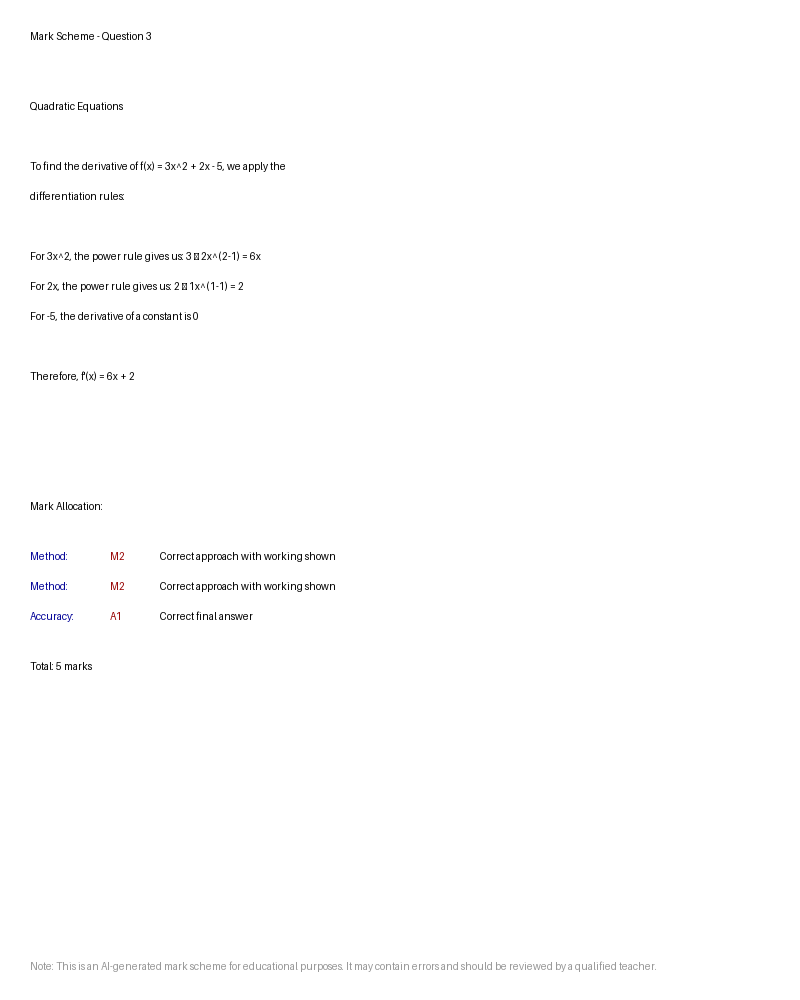 Mark Scheme - Question 3
Quadratic Equations
To find the derivative of f(x) = 3x^2 + 2x - 5, we apply the
differentiation rules:
For 3x^2, the power rule gives us: 3 � 2x^(2-1) = 6x
For 2x, the power rule gives us: 2 � 1x^(1-1) = 2
For -5, the derivative of a constant is 0
Therefore, f'(x) = 6x + 2
Mark Allocation:
Method: M2 Correct approach with working shown
Method: M2 Correct approach with working shown
Accuracy: A1 Correct final answer
Total: 5 marks
Note: This is an AI-generated mark scheme for educational purposes. It may contain errors and should be reviewed by a qualified teacher.